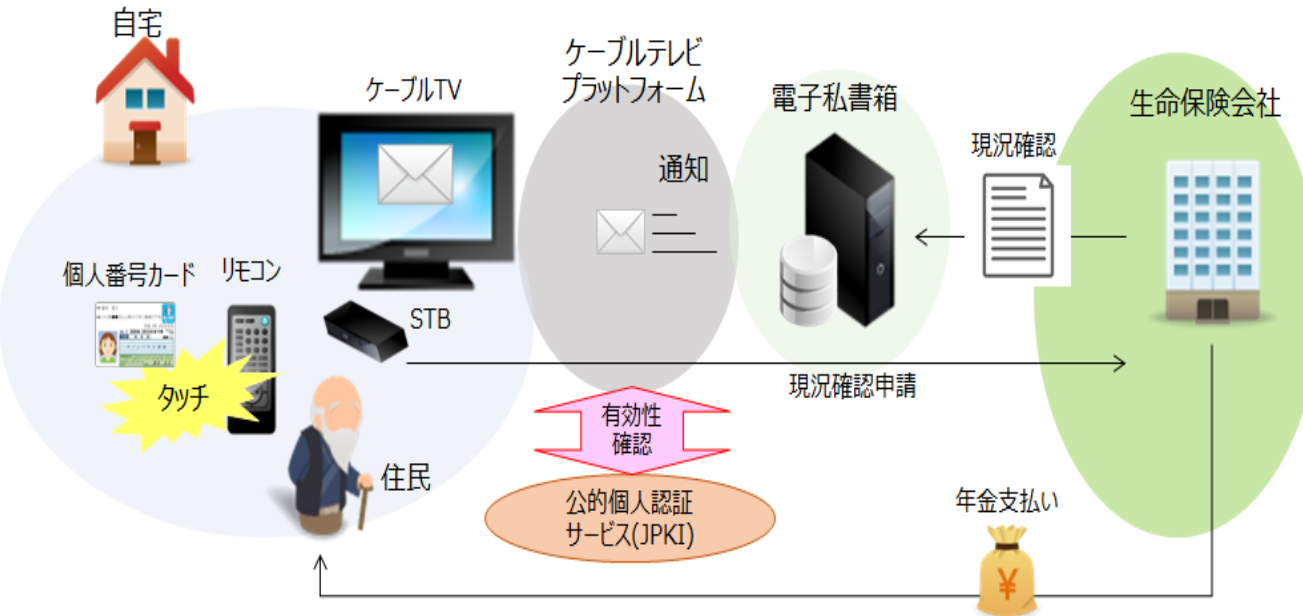 自宅
ケーブルTV
ケーブルテレビ
プラットフォーム
電子私書箱
生命保険会社
現況確認
通知
個人番号カード
リモコン
STB
タッチ
現況確認申請
有効性
確認
住民
公的個人認証
サービス(JPKI)
年金支払い
¥